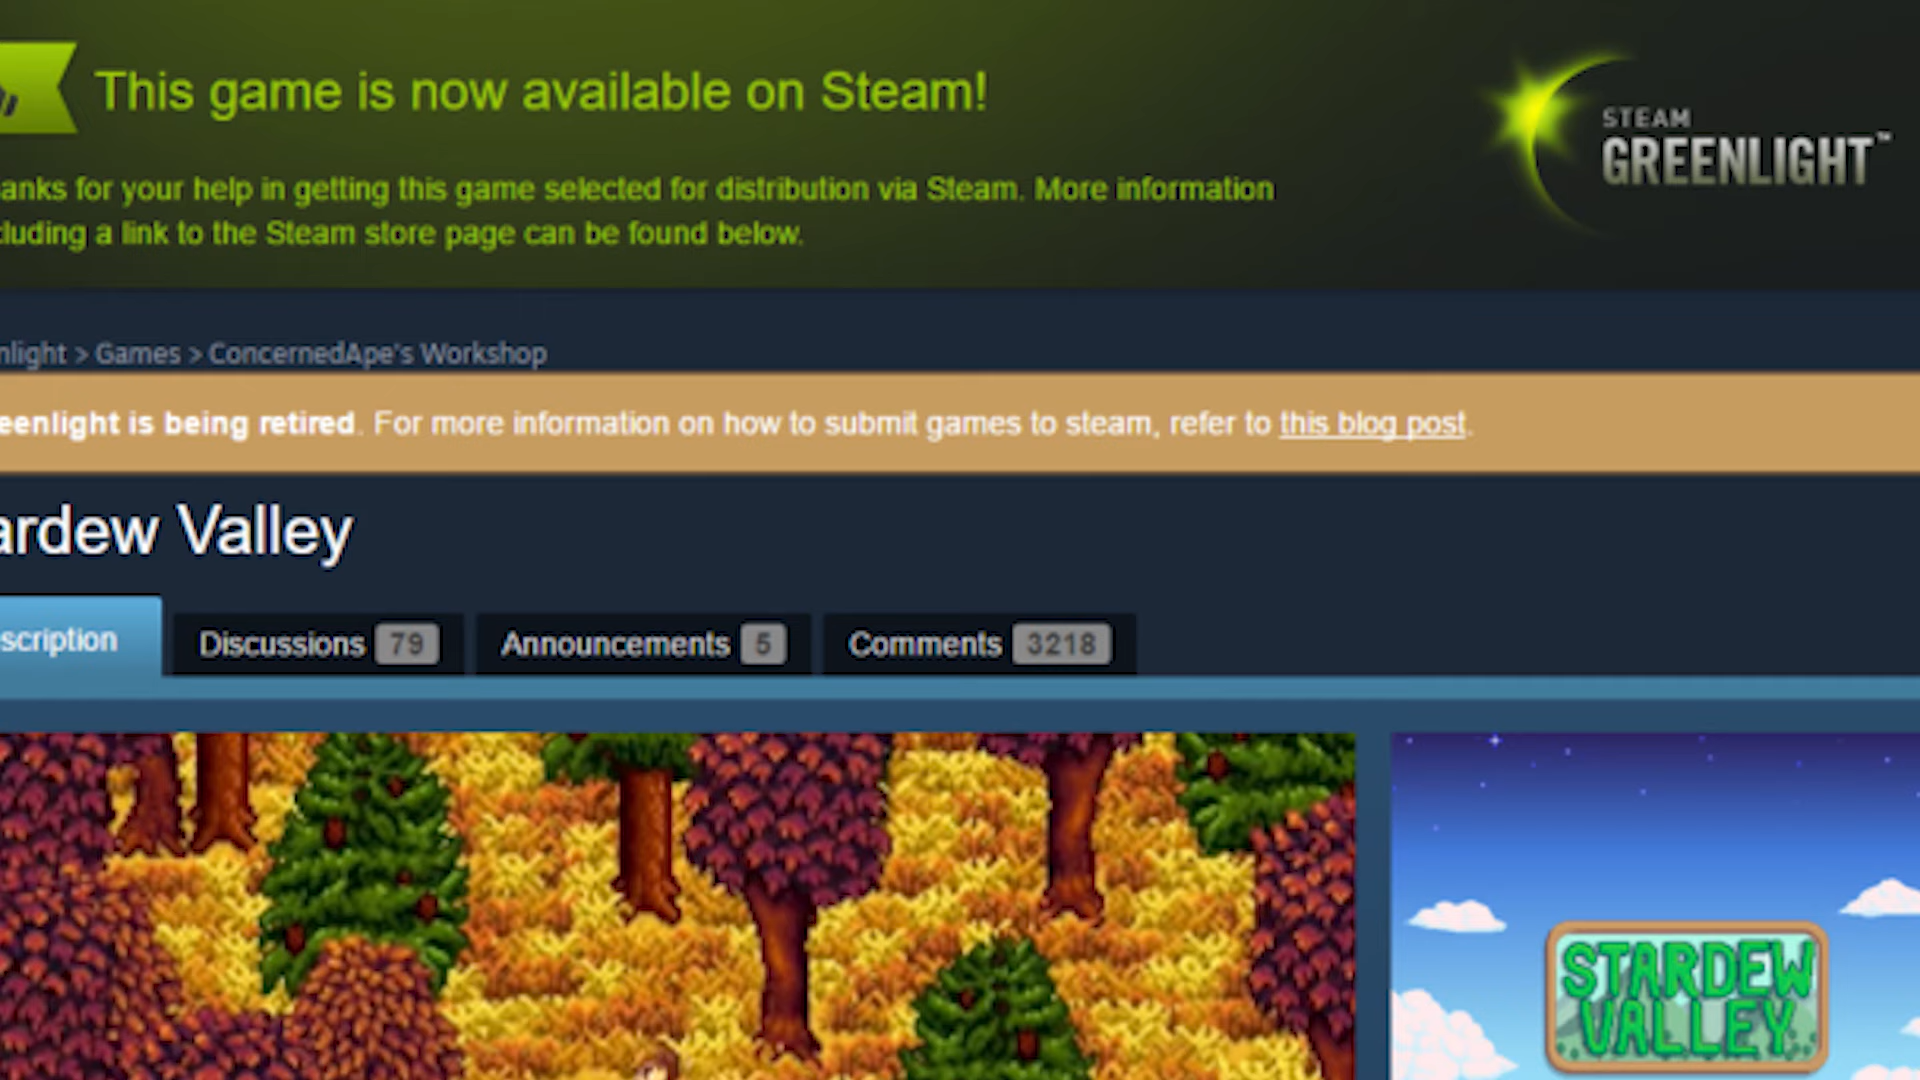 This game is now available on Steam!
anks for your help in getting this game selected for distribution via Steam. More information
cluding a link to the Steam store page can be found below.
STEAM
GREENLIGHT™
nlight > Games > ConcernedApe's Workshop
eenlight is being retired. For more information on how to submit games to steam, refer to this blog post.
ardew Valley
scription
Discussions 79
Announcements 5
Comments 3218
STARDEW
VALLEY